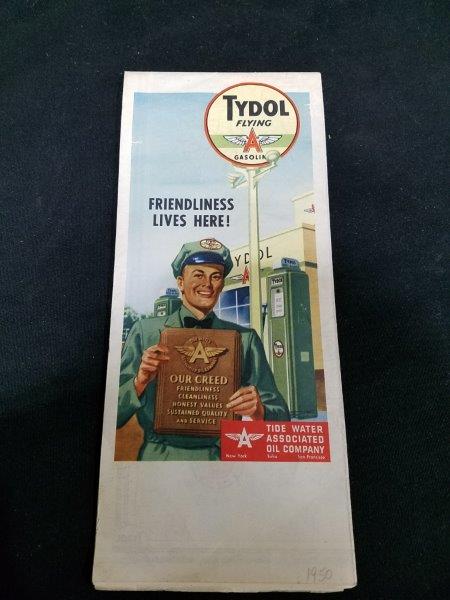 TYDOL
FLYING
A
GASOLINE
FRIENDLINESS
LIVES HERE!
YDOL
A
OUR CREED
FRIENDLINESS
CLEANLINESS
HONEST VALUES
SUSTAINED QUALITY
AND SERVICE
A
TIDE WATER
ASSOCIATED
OIL COMPANY
New York Tulsa San Francisco
1950